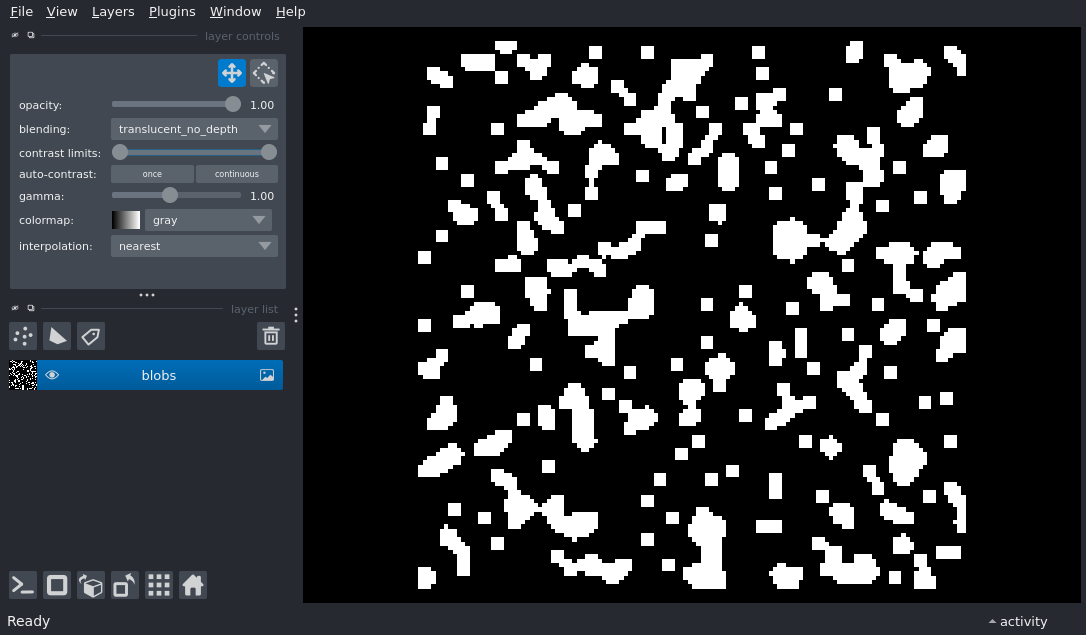 File View Layers Plugins Window Help
layer controls
opacity: 1.00
blending: translucent_no_depth
contrast limits:
auto-contrast: once continuous
gamma: 1.00
colormap: gray
interpolation: nearest
layer list
blobs
Ready activity